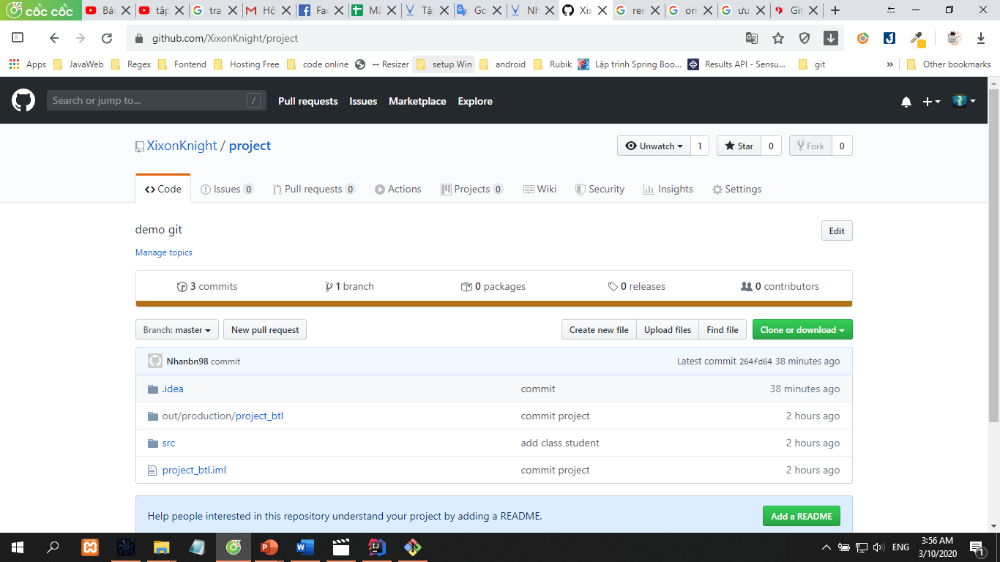 cốc cốc Bài tập tra Hộ Fac Mẫ Tập Go Nh Xix rer ori ưu Git
github.com/XixonKnight/project
Apps JavaWeb Regex Fontend Hosting Free code online ↔ Resizer setup Win android Rubik Lập trình Spring Boo... Results API - Sensu... git » Other bookmarks
Search or jump to... / Pull requests Issues Marketplace Explore
XixonKnight / project Unwatch 1 Star 0 Fork 0
Code Issues 0 Pull requests 0 Actions Projects 0 Wiki Security Insights Settings
demo git Edit
Manage topics
3 commits 1 branch 0 packages 0 releases 0 contributors
Branch: master New pull request Create new file Upload files Find file Clone or download
Nhanbn98 commit Latest commit 264fd64 38 minutes ago
.idea commit 38 minutes ago
out/production/project_btl commit project 2 hours ago
src add class student 2 hours ago
project_btl.iml commit project 2 hours ago
Help people interested in this repository understand your project by adding a README. Add a README
ENG 3:56 AM
3/10/2020 1